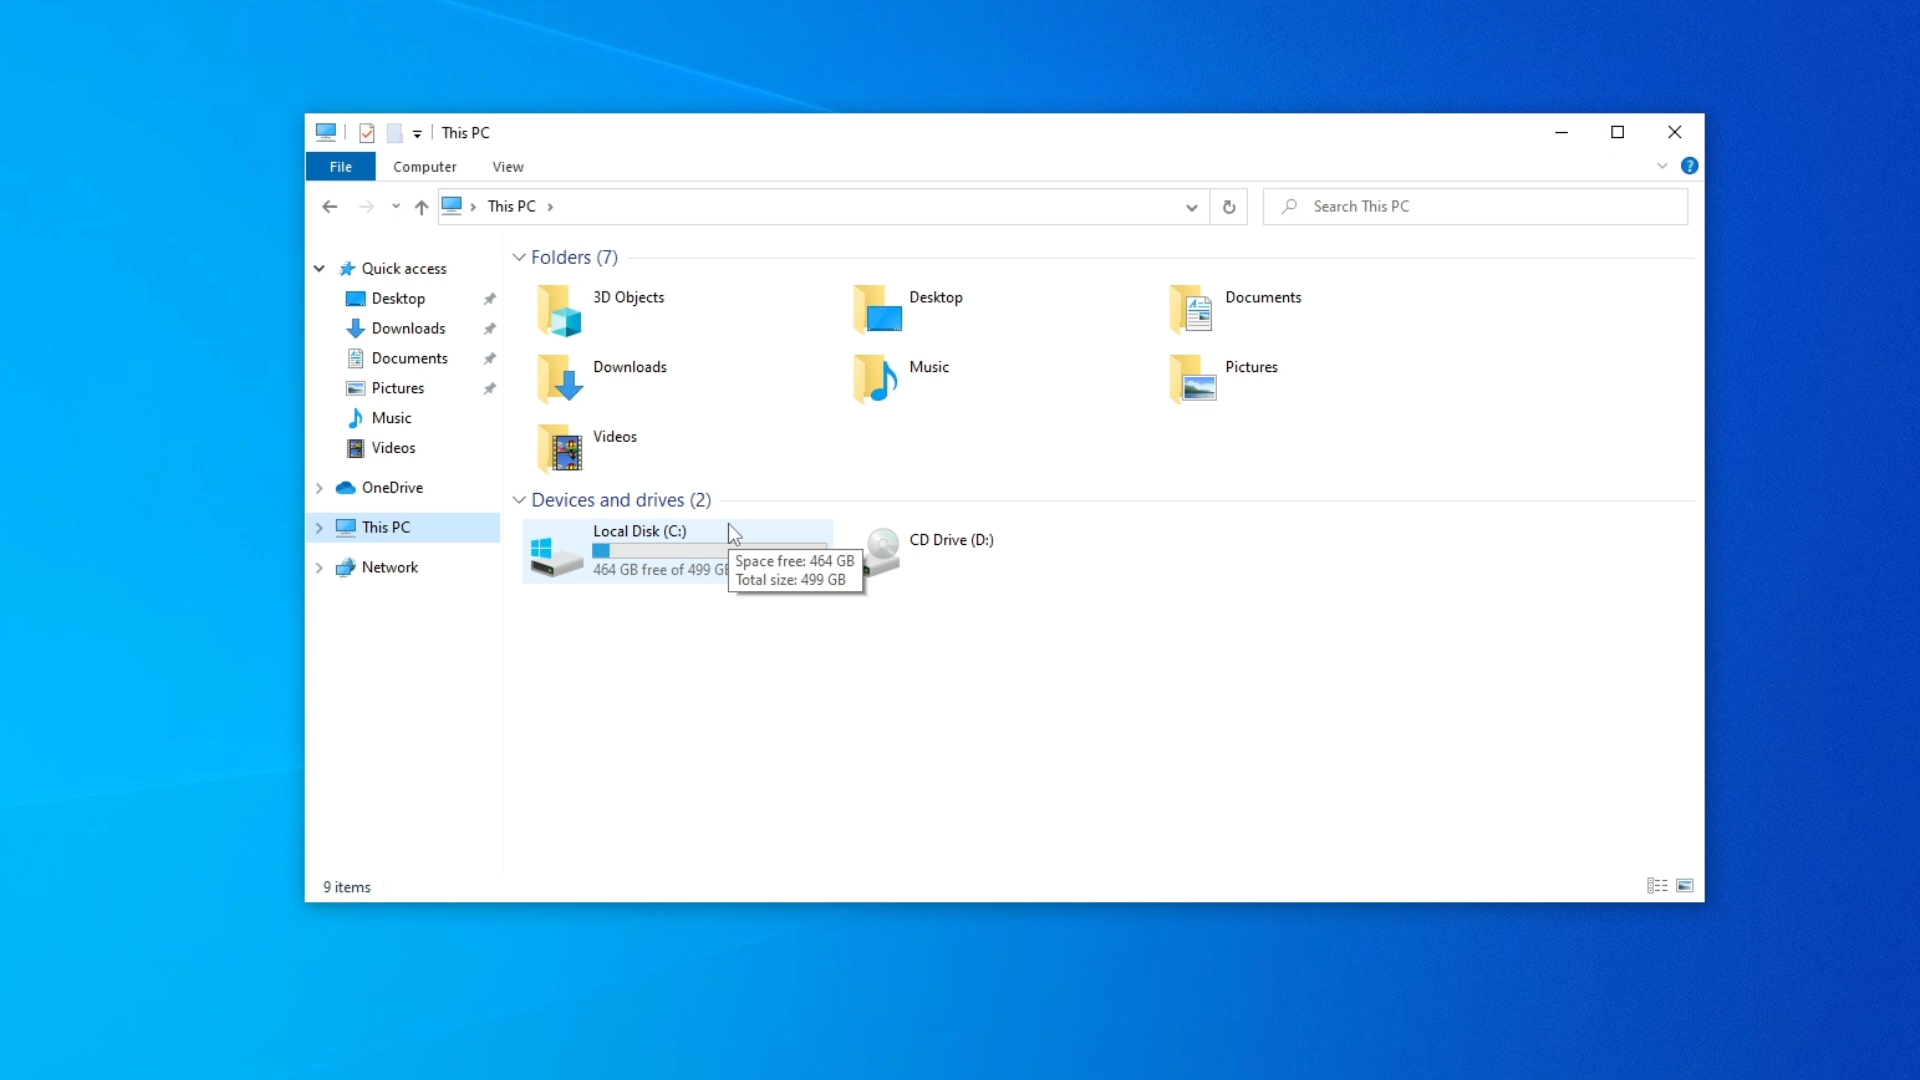 This PC
File Computer View
This PC Search This PC
Quick access
Desktop
Downloads
Documents
Pictures
Music
Videos
OneDrive
This PC
Network
Folders (7)
3D Objects Desktop Documents
Downloads Music Pictures
Videos
Devices and drives (2)
Local Disk (C:) CD Drive (D:)
464 GB free of 499 GB
Space free: 464 GB
Total size: 499 GB
9 items